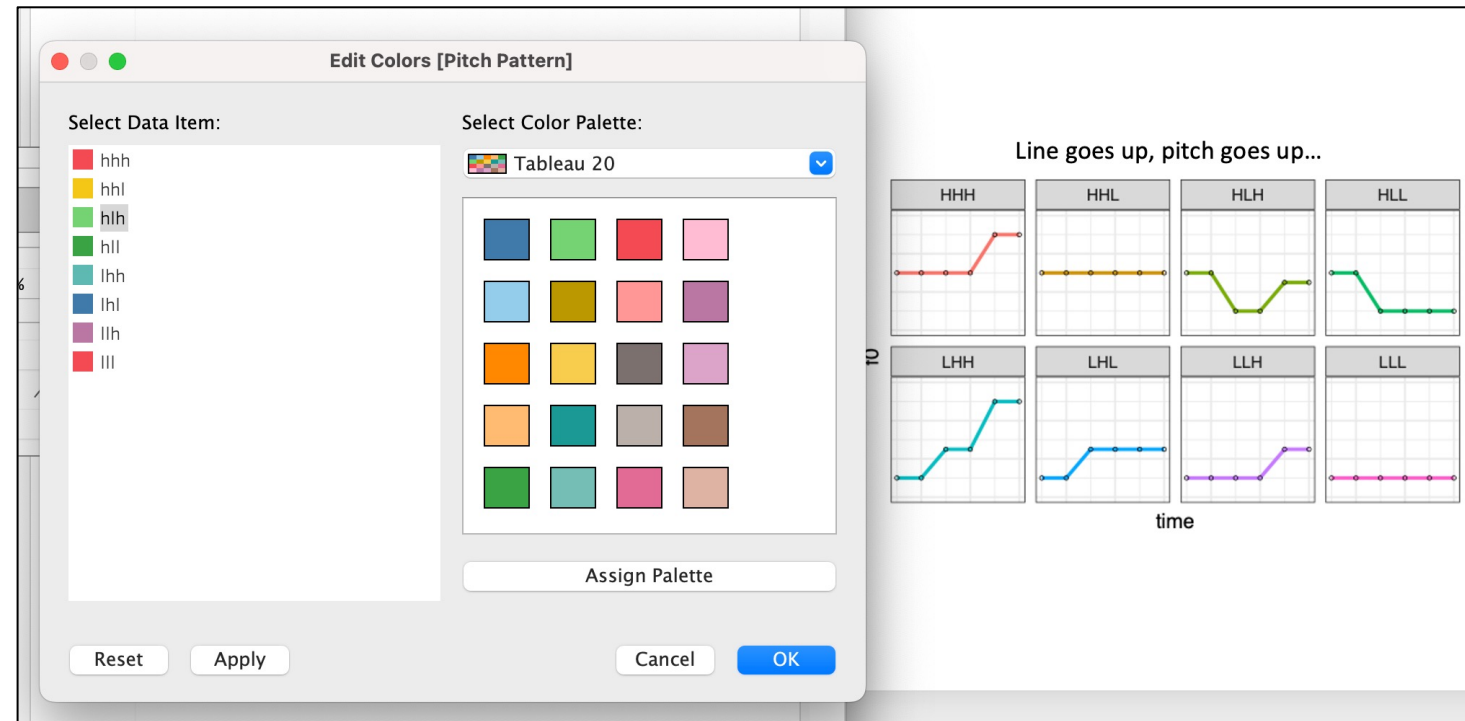 Edit Colors [Pitch Pattern]
Select Data Item:
hhh
hhl
hlh
hll
lhh
lhl
llh
lll
Select Color Palette:
Tableau 20
Assign Palette
Reset
Apply
Cancel
OK
%
Line goes up, pitch goes up...
HHH
HHL
HLH
HLL
LHH
LHL
LLH
LLL
time